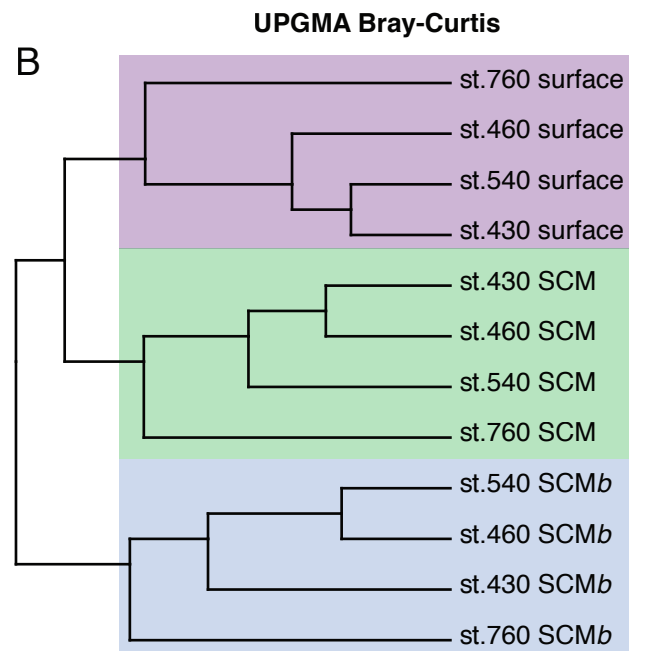 UPGMA Bray-Curtis
B
st.760 surface
st.460 surface
st.540 surface
st.430 surface
st.430 SCM
st.460 SCM
st.540 SCM
st.760 SCM
st.540 SCMb
st.460 SCMb
st.430 SCMb
st.760 SCMb